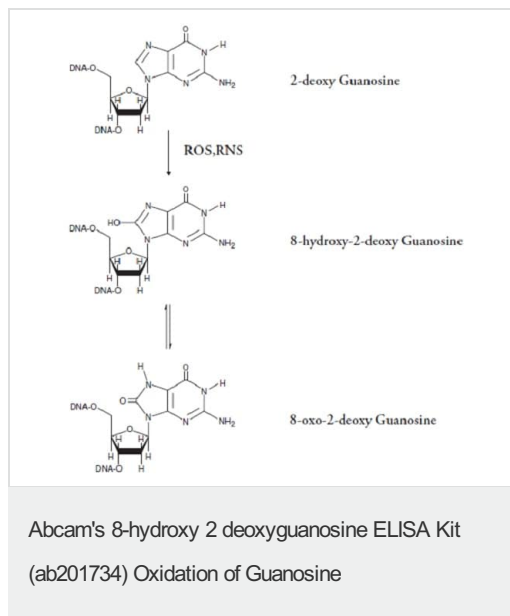 O
N
N
H
DNA-O
N
N
NH₂
O
H
H
H
H
DNA-O
H
2-deoxy Guanosine
ROS,RNS
O
N
N
H
HO
DNA-O
N
N
NH₂
O
H
H
H
H
DNA-O
H
8-hydroxy-2-deoxy Guanosine
H
O
N
N
H
O
DNA-O
N
N
NH₂
O
H
H
H
H
DNA-O
H
8-oxo-2-deoxy Guanosine
Abcam's 8-hydroxy 2 deoxyguanosine ELISA Kit
(ab201734) Oxidation of Guanosine